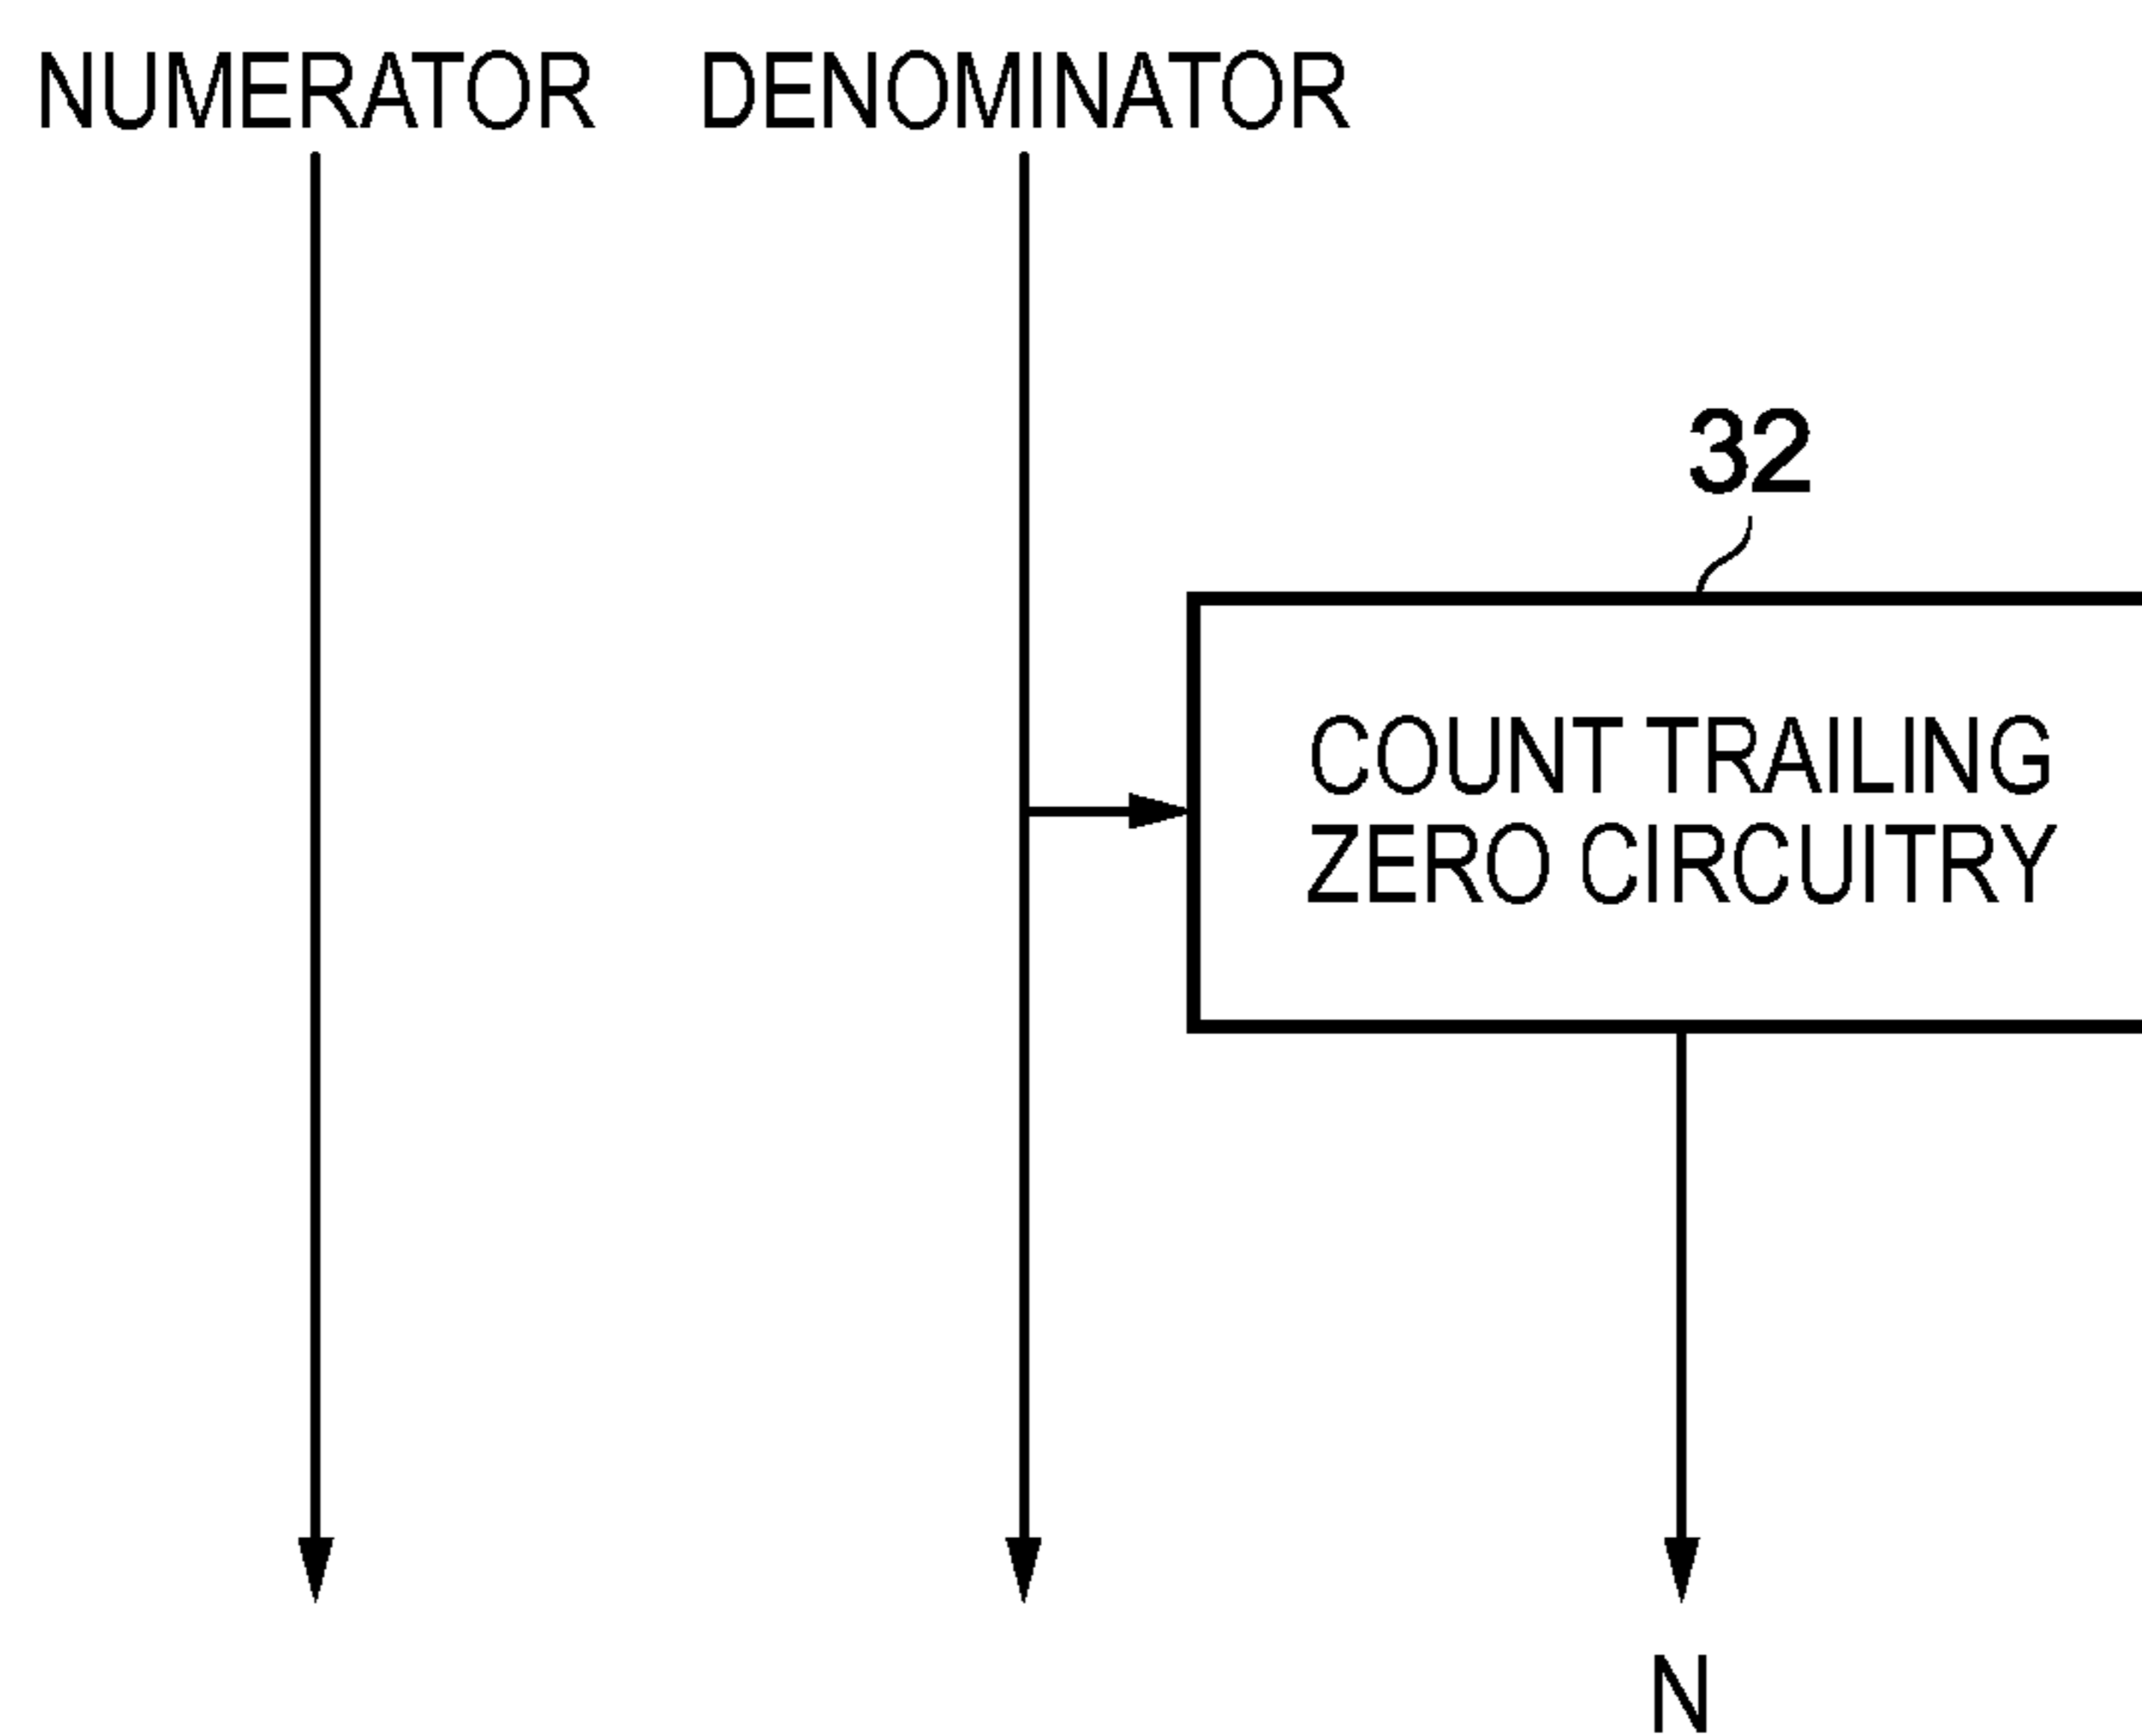 NUMERATOR DENOMINATOR
32
COUNT TRAILING
ZERO CIRCUITRY
N